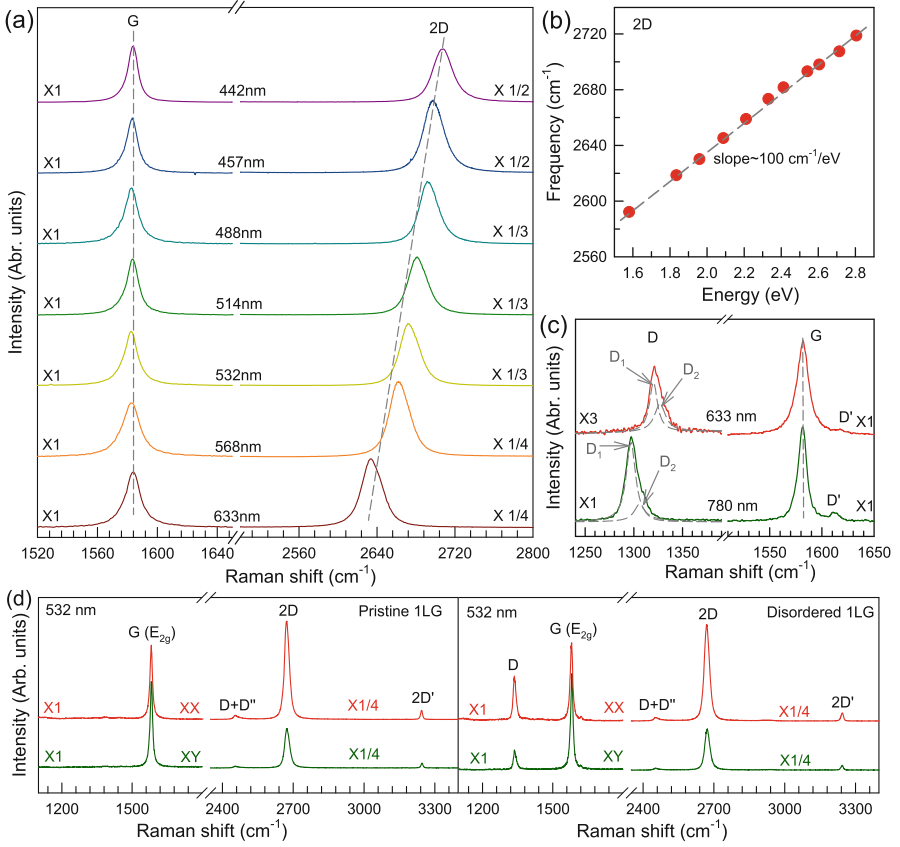 (a)
G
2D
X1
442nm
X 1/2
X1
457nm
X 1/2
X1
488nm
X 1/3
X1
514nm
X 1/3
X1
532nm
X 1/3
X1
568nm
X 1/4
X1
633nm
X 1/4
Intensity (Abr. units)
1520 1560 1600 1640 2560 2640 2720 2800
Raman shift (cm⁻¹)
(b)
2D
2720
2680
2640
2600
2560
Frequency (cm⁻¹)
slope~100 cm⁻¹/eV
1.6 1.8 2.0 2.2 2.4 2.6 2.8
Energy (eV)
(c)
D
G
D₁
D₂
X3
633 nm
D'
X1
D₁
D₂
X1
780 nm
D'
X1
Intensity (Abr. units)
1250 1300 1350 1550 1600 1650
Raman shift (cm⁻¹)
(d)
532 nm
Pristine 1LG
G (E₂g)
2D
X1
XX
D+D''
X1/4
2D'
X1
XY
X1/4
Intensity (Arb. units)
1200 1500 2400 2700 3000 3300
Raman shift (cm⁻¹)
532 nm
Disordered 1LG
D
G (E₂g)
2D
X1
XX
D+D''
X1/4
2D'
X1
XY
X1/4
1200 1500 2400 2700 3000 3300
Raman shift (cm⁻¹)